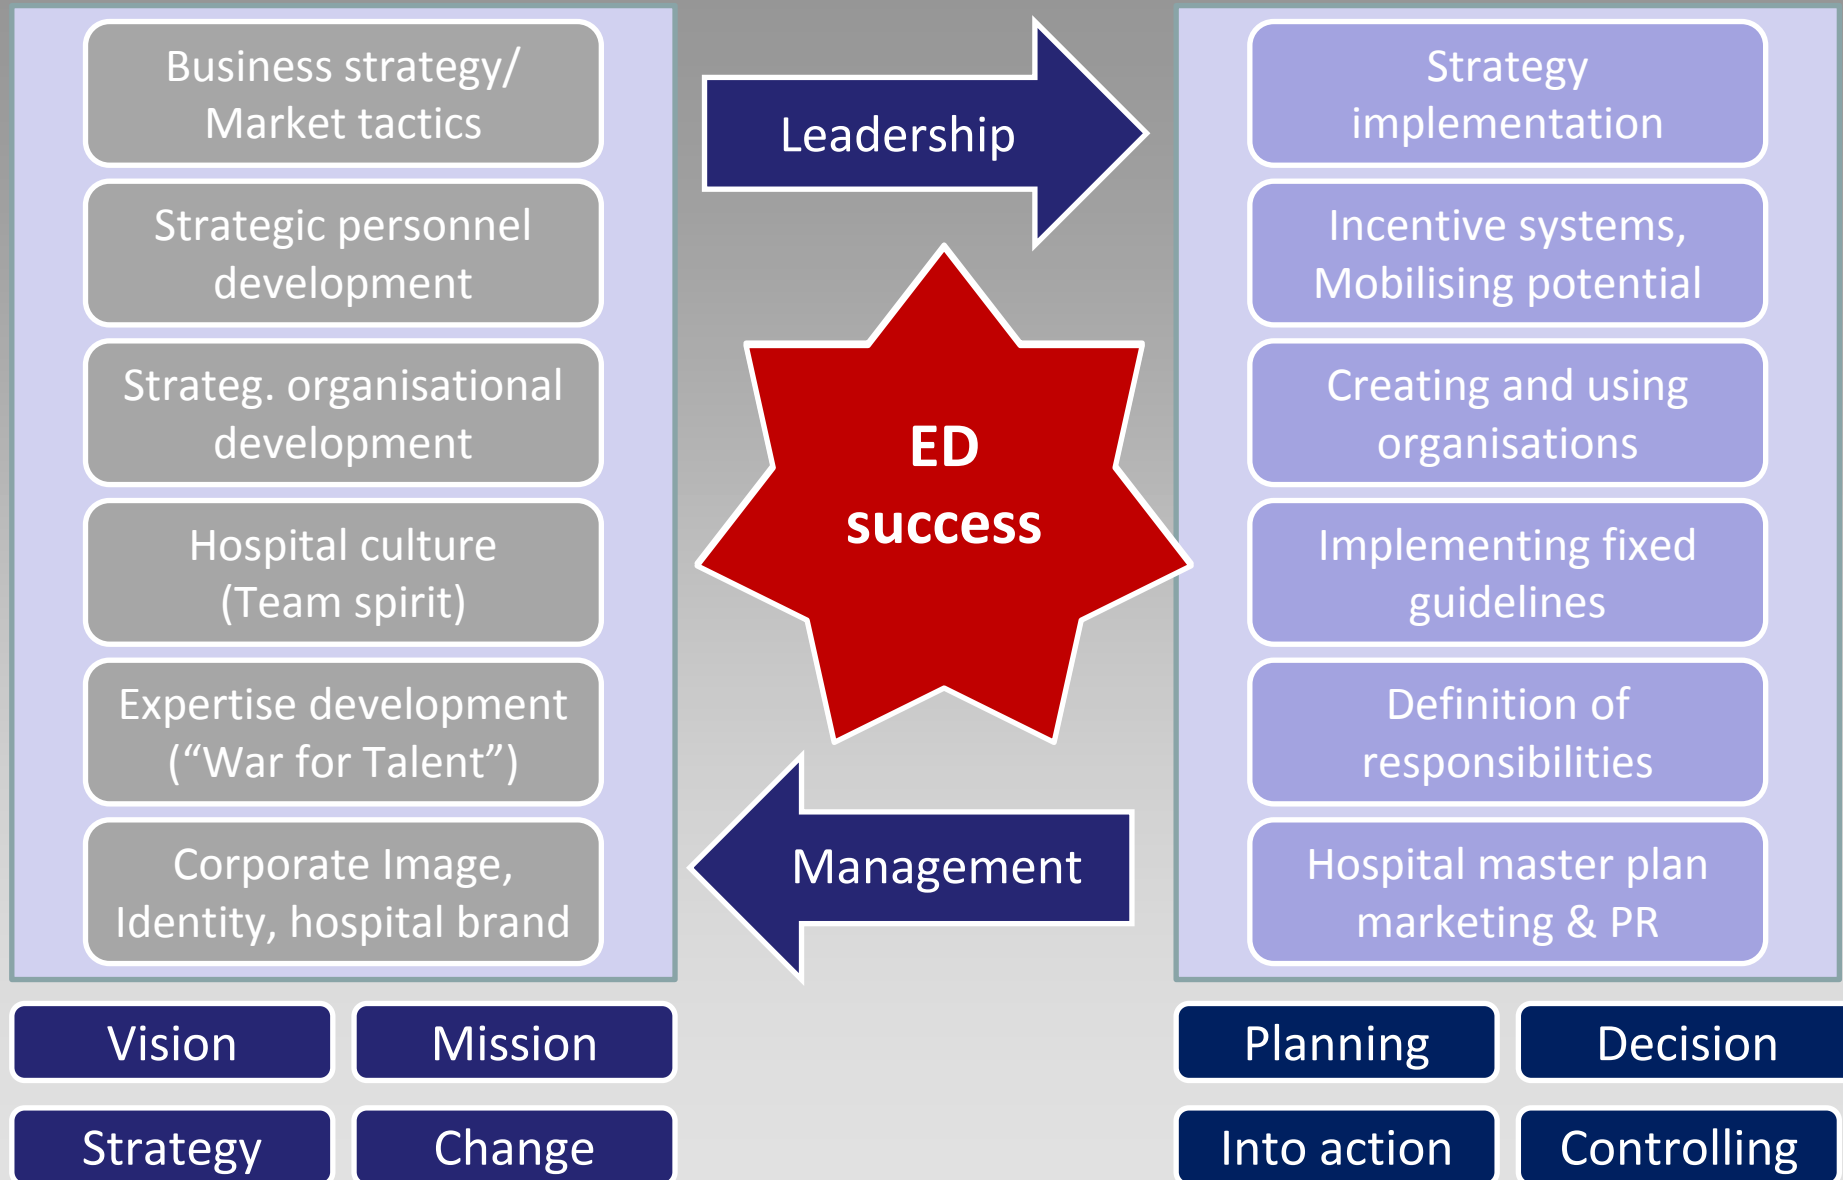 Business strategy/
Market tactics
Strategic personnel
development
Strateg. organisational
development
Hospital culture
(Team spirit)
Expertise development
(“War for Talent”)
Corporate Image,
Identity, hospital brand
Vision
Mission
Strategy
Change
Leadership
ED
success
Management
Strategy
implementation
Incentive systems,
Mobilising potential
Creating and using
organisations
Implementing fixed
guidelines
Definition of
responsibilities
Hospital master plan
marketing & PR
Planning
Decision
Into action
Controlling